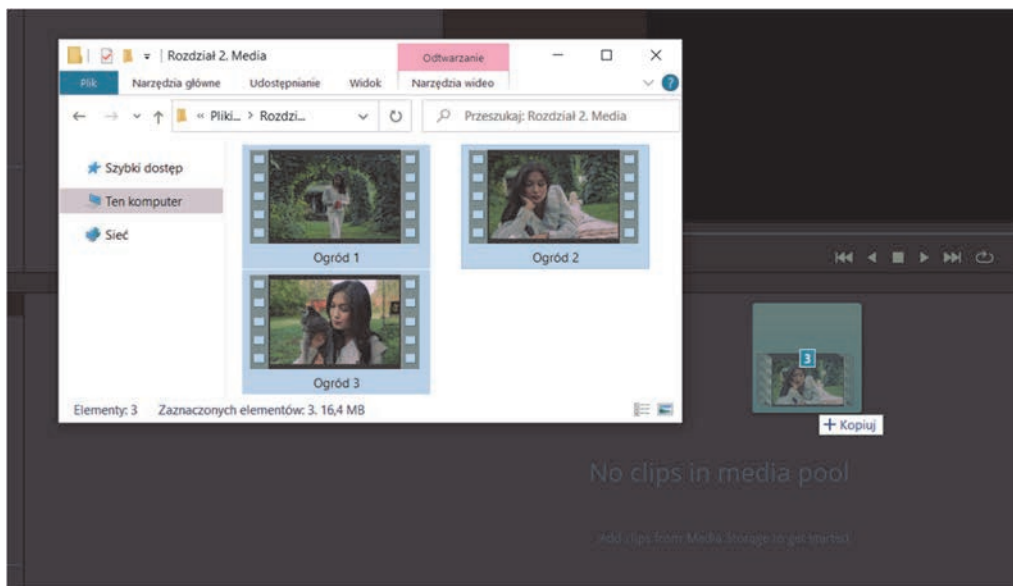 Rozdział 2. Media
Odtwarzanie
Plik Narzędzia główne Udostępnianie Widok Narzędzia wideo
« Pliki... > Rozdzi...
Przeszukaj: Rozdział 2. Media
Szybki dostęp
Ten komputer
Sieć
Ogród 1
Ogród 2
Ogród 3
Elementy: 3 Zaznaczonych elementów: 3. 16,4 MB
3
+ Kopiuj
No clips in media pool
Add clips from Media Storage to get started